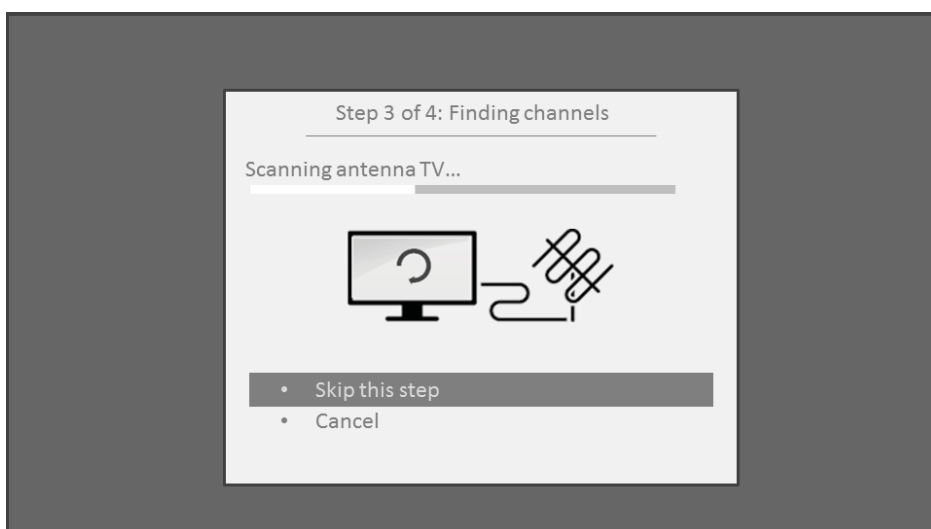 Step 3 of 4: Finding channels
Scanning antenna TV...
• Skip this step
• Cancel